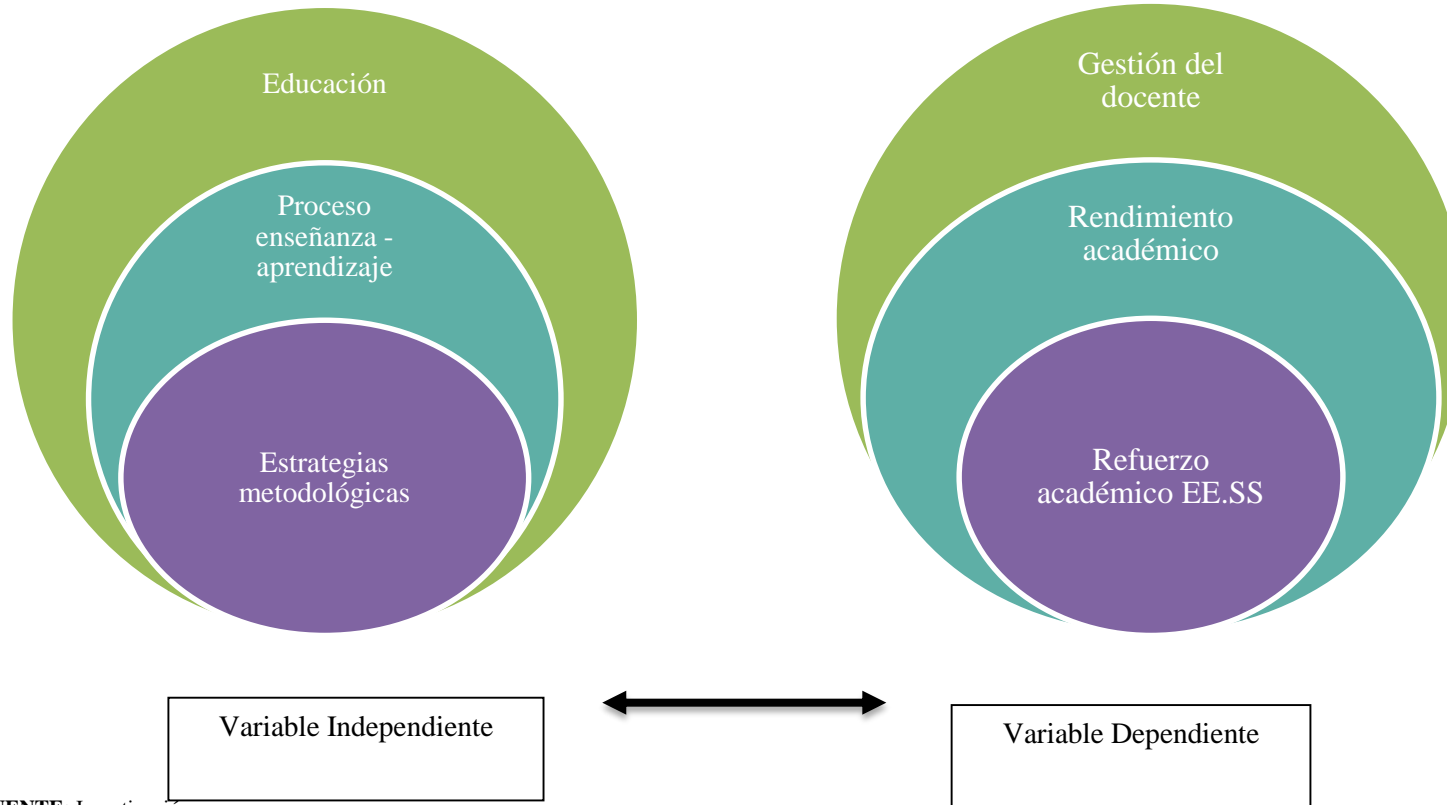 Educación
Proceso
enseñanza -
aprendizaje
Estrategias
metodológicas
Gestión del
docente
Rendimiento
académico
Refuerzo
académico EE.SS
Variable Independiente
Variable Dependiente